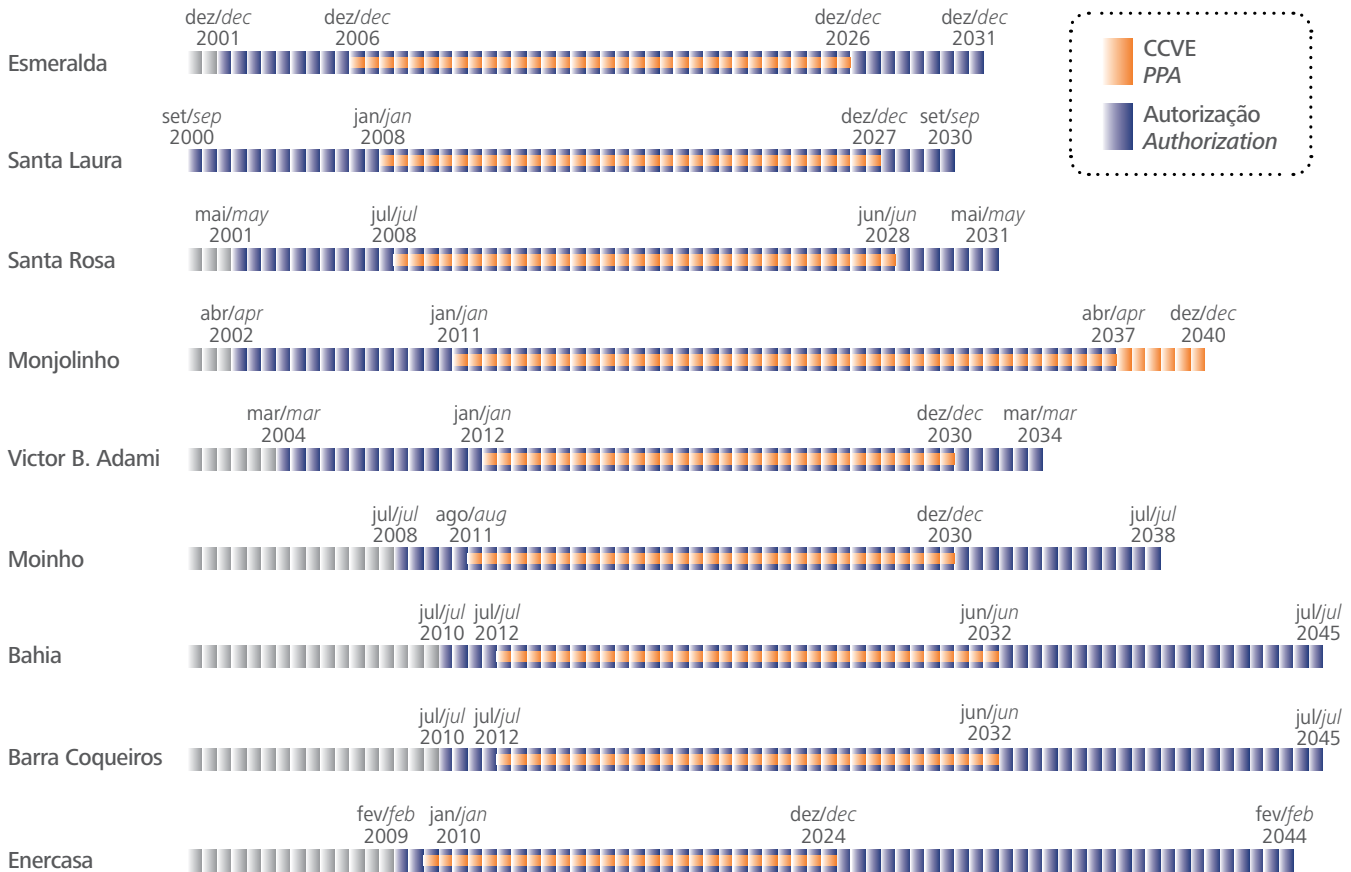 dez/dec dez/dec dez/dec dez/dec
2001 2006 2026 2031
Esmeralda
CCVE
PPA
Autorização
Authorization
set/sep jan/jan dez/dec set/sep
2000 2008 2027 2030
Santa Laura
mai/may jul/jul jun/jun mai/may
2001 2008 2028 2031
Santa Rosa
abr/apr jan/jan abr/apr dez/dec
2002 2011 2037 2040
Monjolinho
mar/mar jan/jan dez/dec mar/mar
2004 2012 2030 2034
Victor B. Adami
jul/jul ago/aug dez/dec jul/jul
2008 2011 2030 2038
Moinho
jul/jul jul/jul jun/jun jul/jul
2010 2012 2032 2045
Bahia
jul/jul jul/jul jun/jun jul/jul
2010 2012 2032 2045
Barra Coqueiros
fev/feb jan/jan dez/dec fev/feb
2009 2010 2024 2044
Enercasa